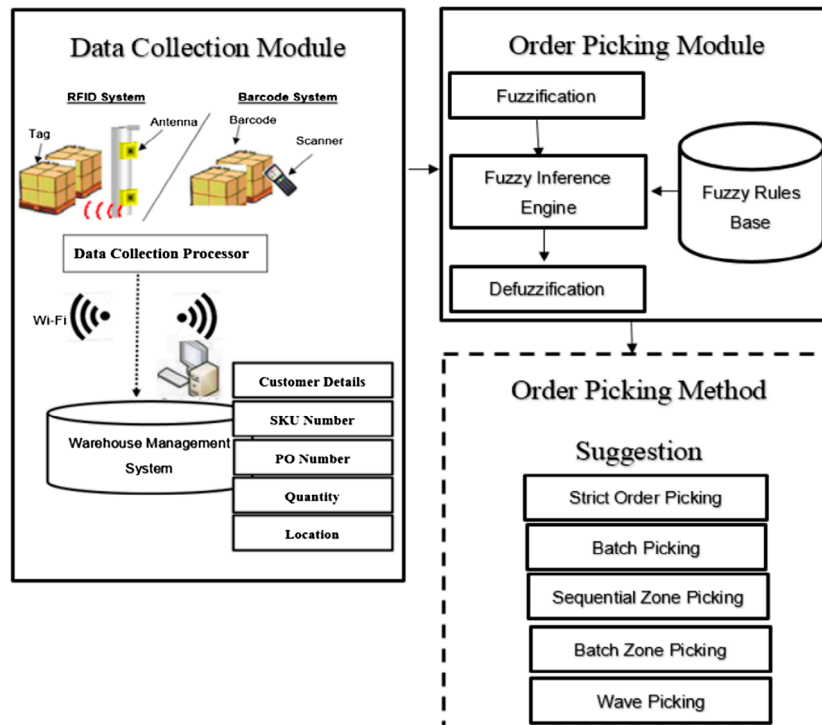 Data Collection Module
RFID System
Barcode System
Tag
Antenna
Barcode
Scanner
Data Collection Processor
Wi-Fi
Customer Details
SKU Number
PO Number
Quantity
Location
Warehouse Management
System
Order Picking Module
Fuzzification
Fuzzy Inference
Engine
Defuzzification
Fuzzy Rules
Base
Order Picking Method
Suggestion
Strict Order Picking
Batch Picking
Sequential Zone Picking
Batch Zone Picking
Wave Picking